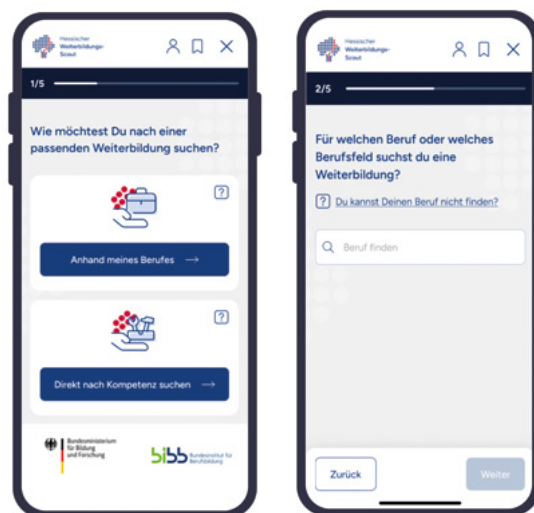 Hessischer
Weiterbildungs-
Scout
1/5
Wie möchtest Du nach einer
passenden Weiterbildung suchen?
?
Anhand meines Berufes →
?
Direkt nach Kompetenz suchen →
Bundesministerium
für Bildung
und Forschung
bibb Bundesinstitut für
Berufsbildung
Hessischer
Weiterbildungs-
Scout
2/5
Für welchen Beruf oder welches
Berufsfeld suchst du eine
Weiterbildung?
? Du kannst Deinen Beruf nicht finden?
Beruf finden
Zurück
Weiter